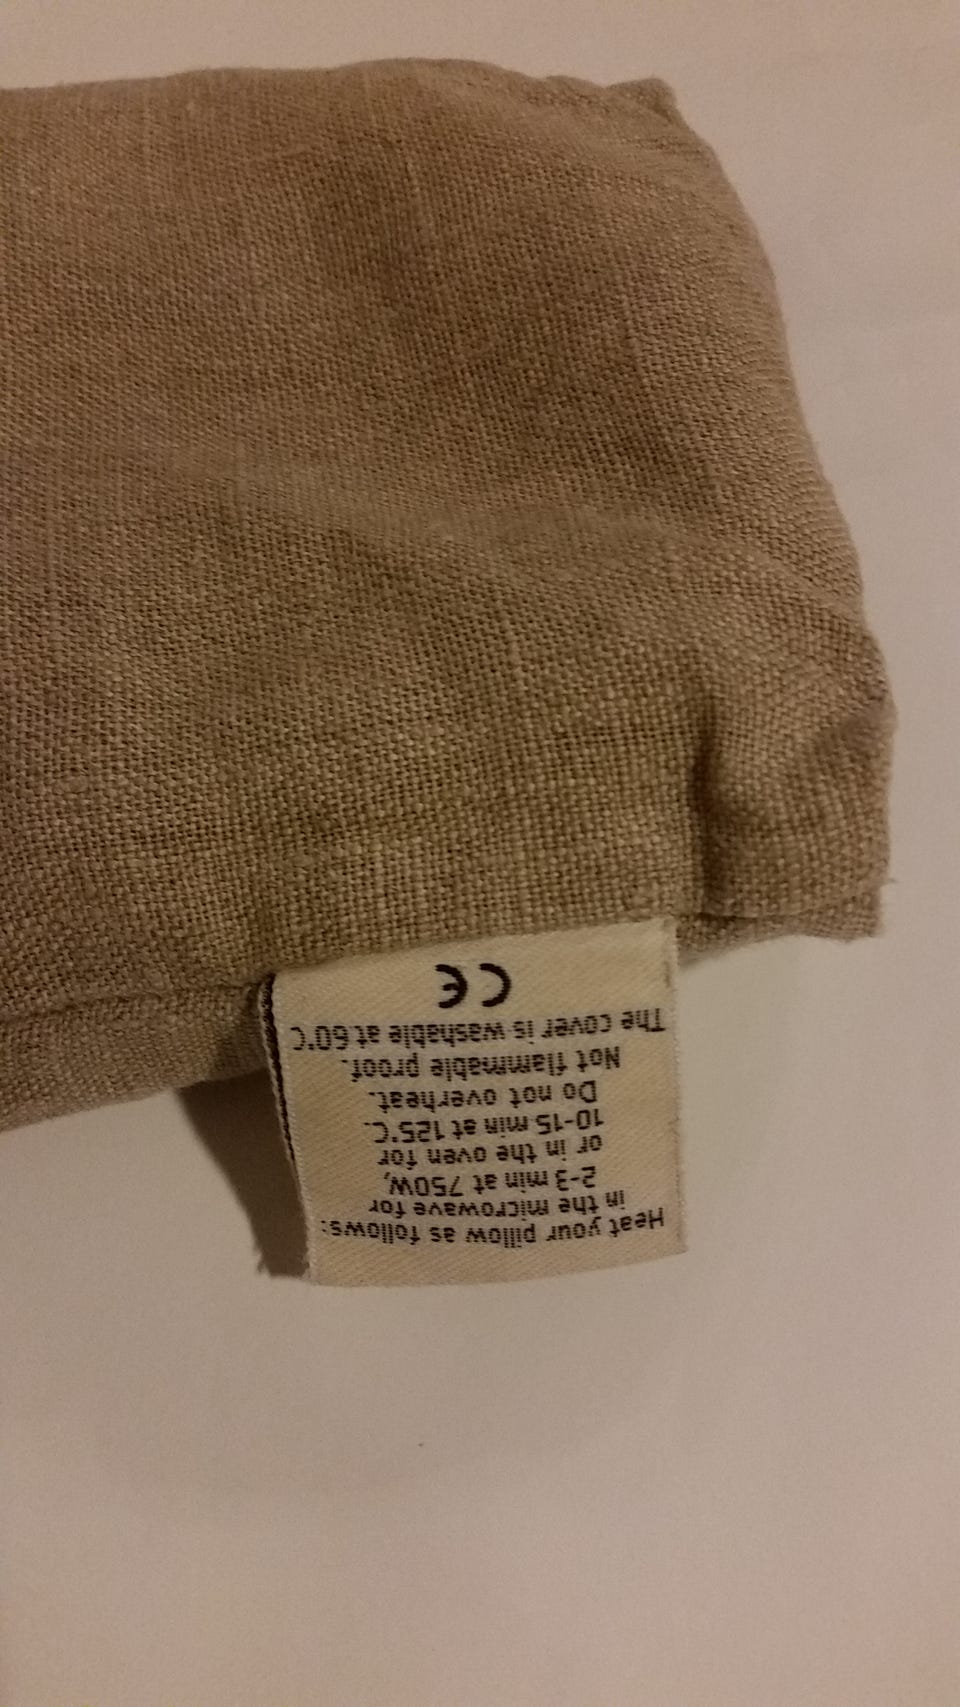 Heat your pillow as follows:
in the microwave for
2-3 min at 750W,
or in the oven for
10-15 min at 125°C.
Do not overheat.
Not flammable proof.
The cover is washable at 60°C
CE